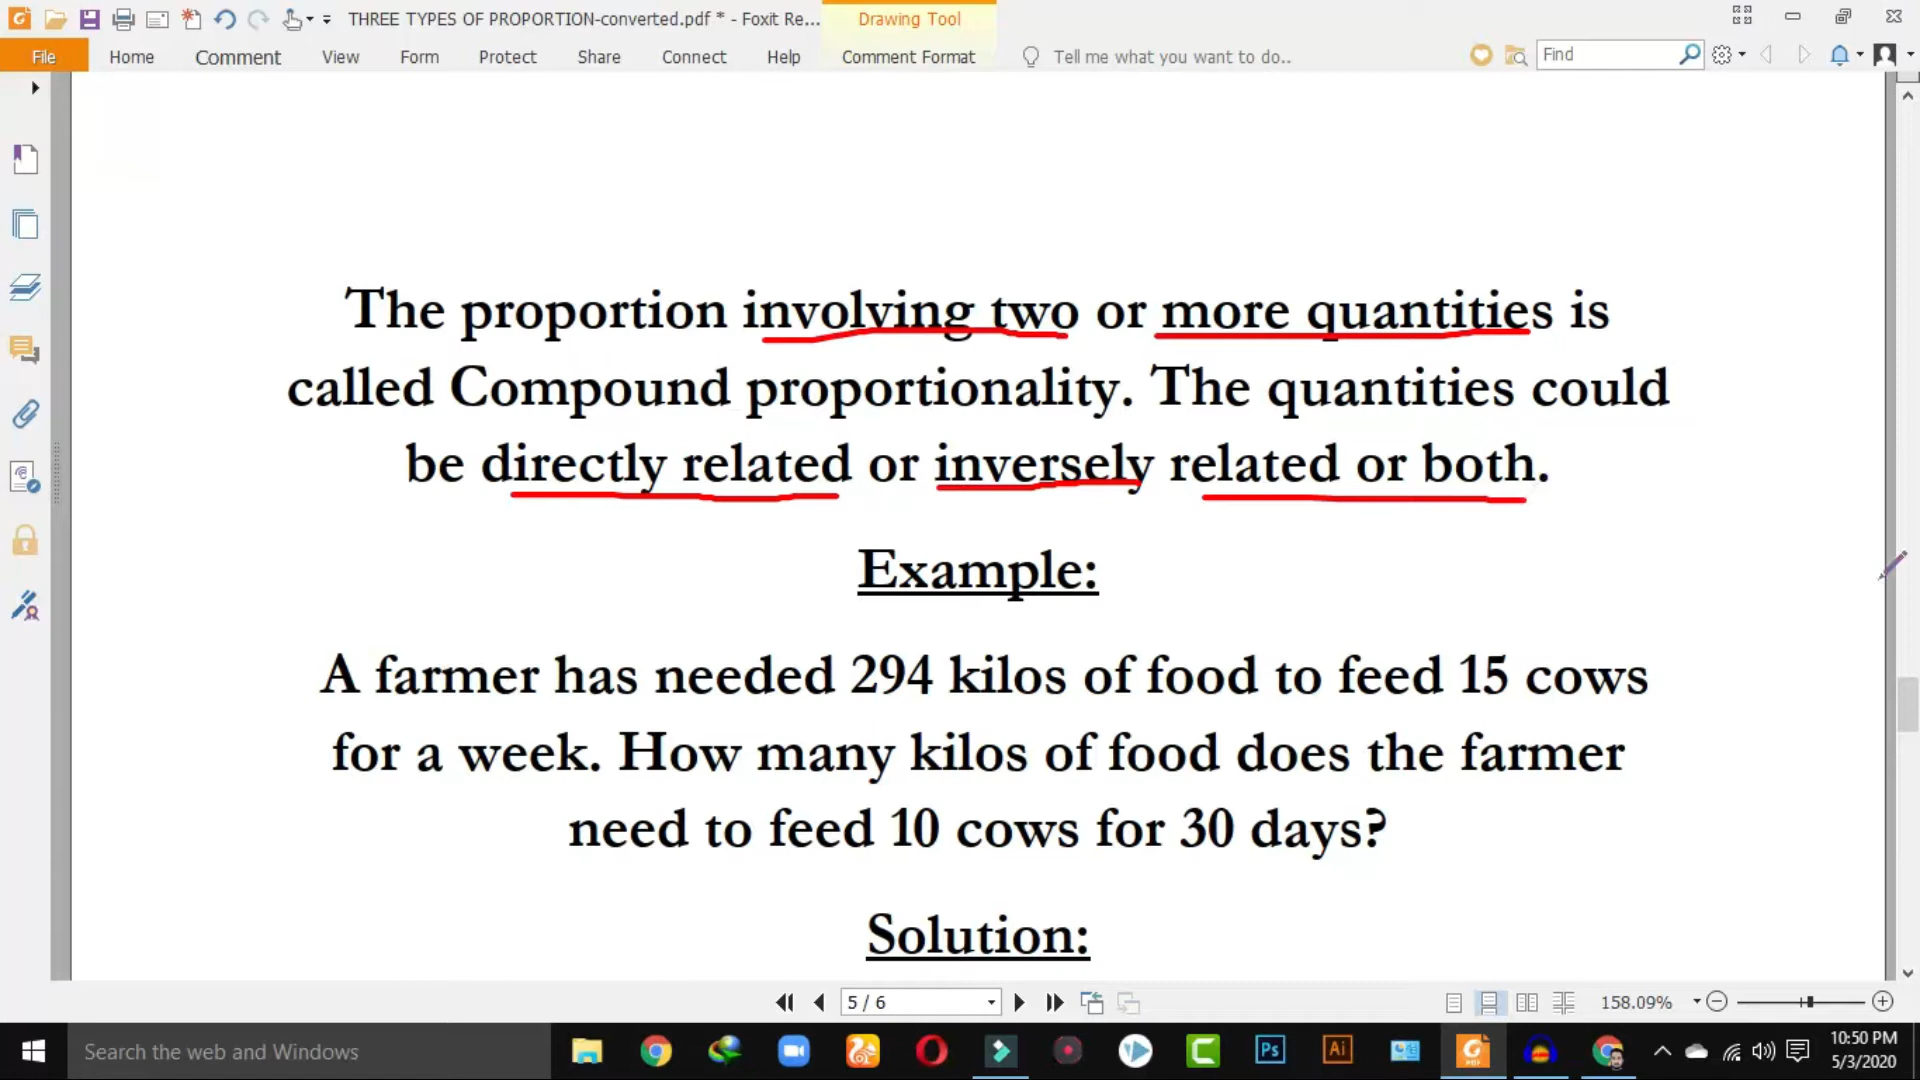 THREE TYPES OF PROPORTION-converted.pdf * - Foxit Re...
Drawing Tool
File Home Comment View Form Protect Share Connect Help Comment Format Tell me what you want to do.. Find
The proportion involving two or more quantities is
called Compound proportionality. The quantities could
be directly related or inversely related or both.
Example:
A farmer has needed 294 kilos of food to feed 15 cows
for a week. How many kilos of food does the farmer
need to feed 10 cows for 30 days?
Solution:
5 / 6
158.09%
Search the web and Windows
Ps
Ai
PDF
10:50 PM
5/3/2020